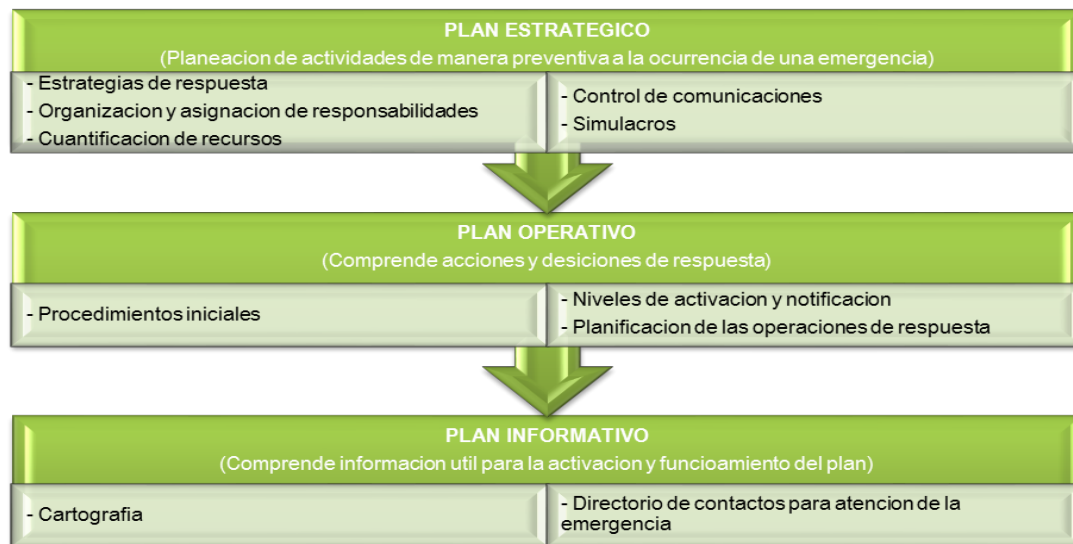 PLAN ESTRATEGICO
(Planeacion de actividades de manera preventiva a la ocurrencia de una emergencia)
- Estrategias de respuesta
- Organizacion y asignacion de responsabilidades
- Cuantificacion de recursos
- Control de comunicaciones
- Simulacros
PLAN OPERATIVO
(Comprende acciones y desiciones de respuesta)
- Procedimientos iniciales
- Niveles de activacion y notificacion
- Planificacion de las operaciones de respuesta
PLAN INFORMATIVO
(Comprende informacion util para la activacion y funcioamiento del plan)
- Cartografia
- Directorio de contactos para atencion de la
emergencia